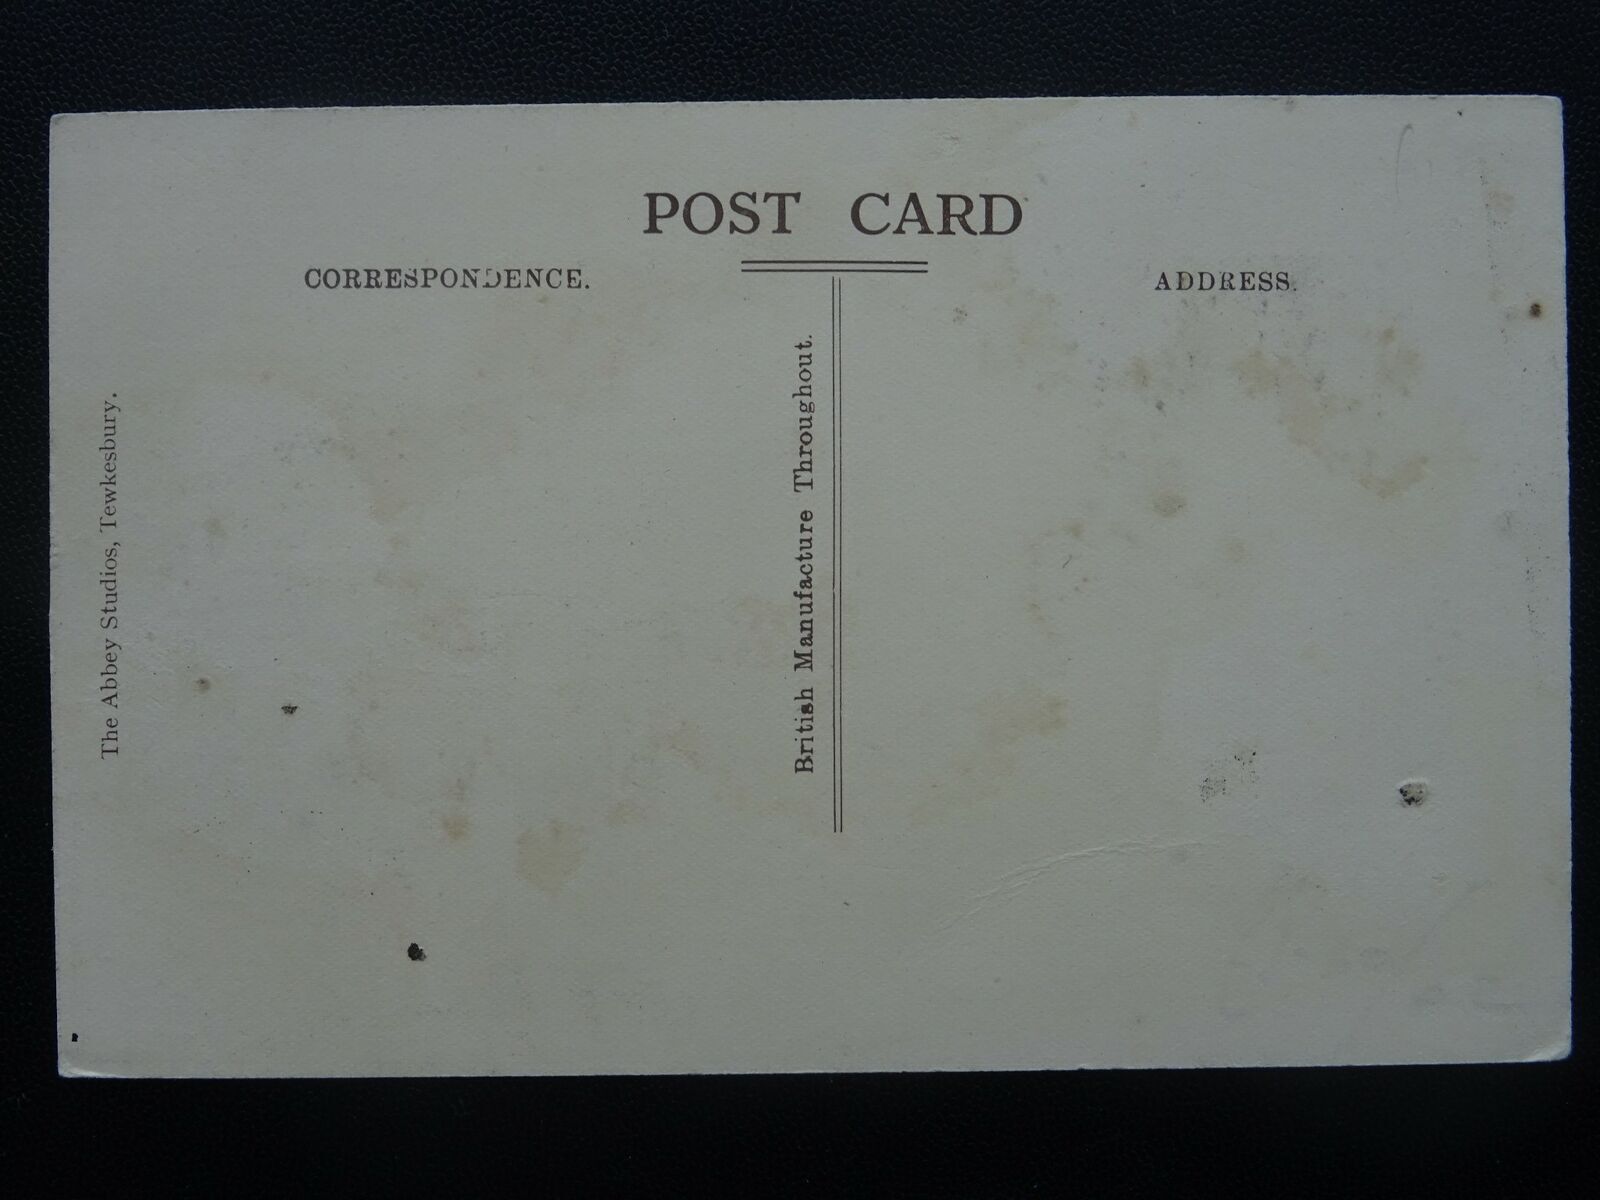 POST CARD
CORRESPONDENCE.
ADDRESS.
The Abbey Studios, Tewkesbury.
British Manufacture Throughout.